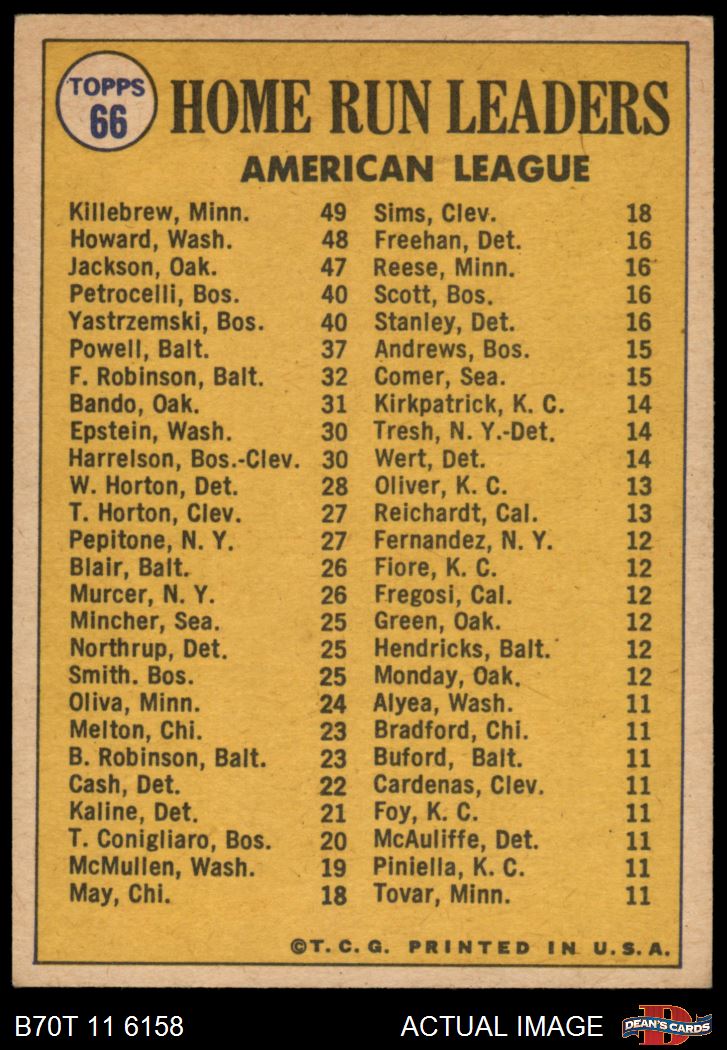 TOPPS
66
HOME RUN LEADERS
AMERICAN LEAGUE
Killebrew, Minn. 49
Howard, Wash. 48
Jackson, Oak. 47
Petrocelli, Bos. 40
Yastrzemski, Bos. 40
Powell, Balt. 37
F. Robinson, Balt. 32
Bando, Oak. 31
Epstein, Wash. 30
Harrelson, Bos.-Clev. 30
W. Horton, Det. 28
T. Horton, Clev. 27
Pepitone, N. Y. 27
Blair, Balt. 26
Murcer, N. Y. 26
Mincher, Sea. 25
Northrup, Det. 25
Smith. Bos. 25
Oliva, Minn. 24
Melton, Chi. 23
B. Robinson, Balt. 23
Cash, Det. 22
Kaline, Det. 21
T. Conigliaro, Bos. 20
McMullen, Wash. 19
May, Chi. 18
Sims, Clev. 18
Freehan, Det. 16
Reese, Minn. 16
Scott, Bos. 16
Stanley, Det. 16
Andrews, Bos. 15
Comer, Sea. 15
Kirkpatrick, K. C. 14
Tresh, N. Y.-Det. 14
Wert, Det. 14
Oliver, K. C. 13
Reichardt, Cal. 13
Fernandez, N. Y. 12
Fiore, K. C. 12
Fregosi, Cal. 12
Green, Oak. 12
Hendricks, Balt. 12
Monday, Oak. 12
Alyea, Wash. 11
Bradford, Chi. 11
Buford, Balt. 11
Cardenas, Clev. 11
Foy, K. C. 11
McAuliffe, Det. 11
Piniella, K. C. 11
Tovar, Minn. 11
©T. C. G. PRINTED IN U. S. A.
B70T 11 6158 ACTUAL IMAGE
D
DEAN'S CARDS